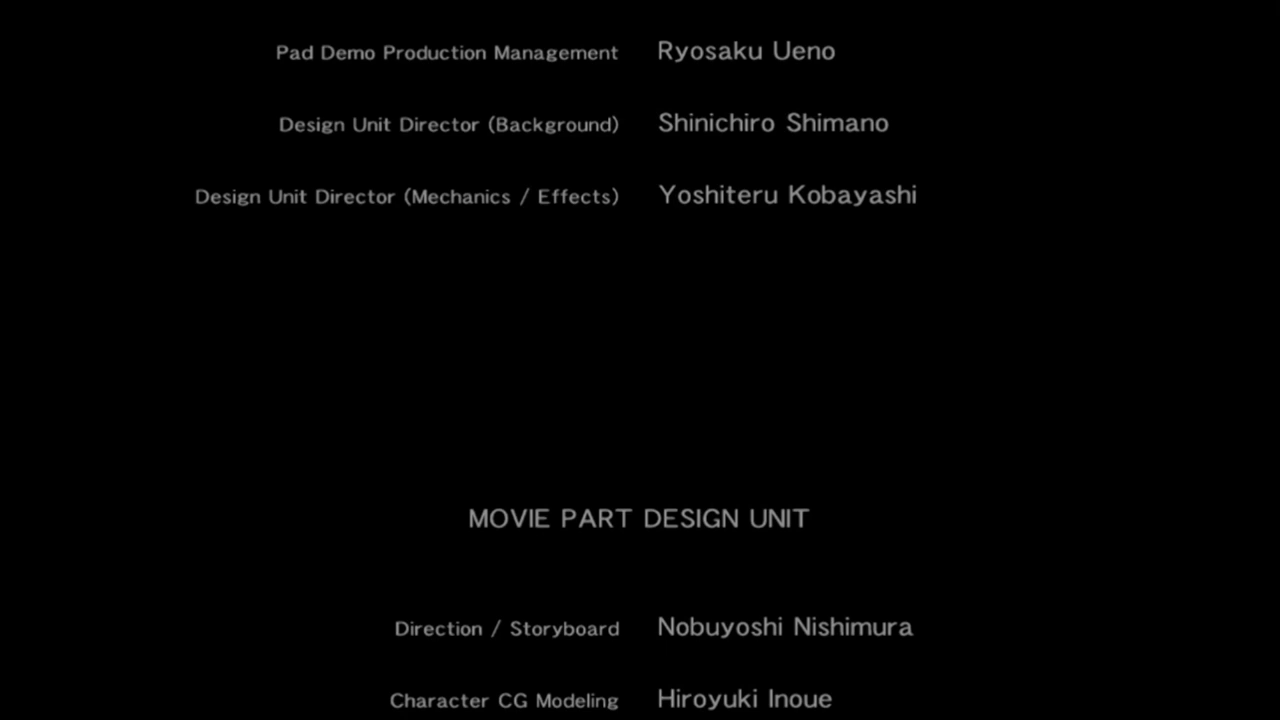 Pad Demo Production Management Ryosaku Ueno
Design Unit Director (Background) Shinichiro Shimano
Design Unit Director (Mechanics / Effects) Yoshiteru Kobayashi
MOVIE PART DESIGN UNIT
Direction / Storyboard Nobuyoshi Nishimura
Character CG Modeling Hiroyuki Inoue